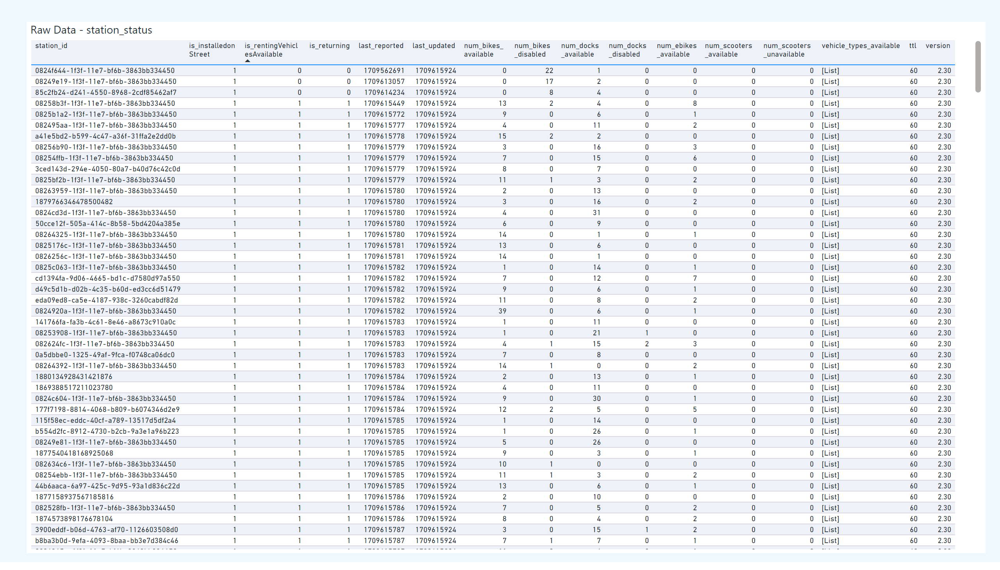 Raw Data - station_status
station_id is_installedon is_rentingVehicl is_returning last_reported last_updated num_bikes_ num_bikes num_docks num_docks num_ebikes num_scooters num_scooters vehicle_types_available ttl version
Street esAvailable available _disabled _available _disabled _available _available _unavailable
0824f644-1f3f-11e7-bf6b-3863bb334450 1 0 0 1709562691 1709615924 0 22 1 0 0 0 0 [List] 60 2.30
08249e19-1f3f-11e7-bf6b-3863bb334450 1 0 0 1709613057 1709615924 0 17 2 0 0 0 0 [List] 60 2.30
85c2fb24-d241-4550-8968-2cdf85462af7 1 0 0 1709614234 1709615924 0 8 4 0 0 0 0 [List] 60 2.30
08258b3f-1f3f-11e7-bf6b-3863bb334450 1 1 1 1709615449 1709615924 13 2 4 0 8 0 0 [List] 60 2.30
0825b1a2-1f3f-11e7-bf6b-3863bb334450 1 1 1 1709615772 1709615924 9 0 6 0 1 0 0 [List] 60 2.30
082495aa-1f3f-11e7-bf6b-3863bb334450 1 1 1 1709615777 1709615924 4 0 11 0 2 0 0 [List] 60 2.30
a41e5bd2-b599-4c47-a36f-31ffa2e2dd0b 1 1 1 1709615778 1709615924 15 2 2 0 0 0 0 [List] 60 2.30
08256b90-1f3f-11e7-bf6b-3863bb334450 1 1 1 1709615779 1709615924 3 0 16 0 3 0 0 [List] 60 2.30
08254ffb-1f3f-11e7-bf6b-3863bb334450 1 1 1 1709615779 1709615924 7 0 15 0 6 0 0 [List] 60 2.30
3ced143d-294e-4050-80a7-b40d76c42c0d 1 1 1 1709615779 1709615924 8 0 7 0 0 0 0 [List] 60 2.30
0825bf2b-1f3f-11e7-bf6b-3863bb334450 1 1 1 1709615779 1709615924 11 1 3 0 2 0 0 [List] 60 2.30
08263959-1f3f-11e7-bf6b-3863bb334450 1 1 1 1709615780 1709615924 2 0 13 0 0 0 0 [List] 60 2.30
1879766346478500482 1 1 1 1709615780 1709615924 3 0 16 0 2 0 0 [List] 60 2.30
0824cd3d-1f3f-11e7-bf6b-3863bb334450 1 1 1 1709615780 1709615924 4 0 31 0 0 0 0 [List] 60 2.30
50cce12f-505a-414c-8b58-5bd4204a385e 1 1 1 1709615780 1709615924 6 0 9 0 0 0 0 [List] 60 2.30
08264325-1f3f-11e7-bf6b-3863bb334450 1 1 1 1709615780 1709615924 14 0 1 0 1 0 0 [List] 60 2.30
0825176c-1f3f-11e7-bf6b-3863bb334450 1 1 1 1709615781 1709615924 13 0 6 0 0 0 0 [List] 60 2.30
0826256c-1f3f-11e7-bf6b-3863bb334450 1 1 1 1709615781 1709615924 14 0 1 0 0 0 0 [List] 60 2.30
0825c063-1f3f-11e7-bf6b-3863bb334450 1 1 1 1709615782 1709615924 1 0 14 0 1 0 0 [List] 60 2.30
cd1394fa-9d06-4665-bd1c-d7580d97a550 1 1 1 1709615782 1709615924 7 0 12 0 7 0 0 [List] 60 2.30
d49c5d1b-d02b-4c35-b60d-ed3cc6d51479 1 1 1 1709615782 1709615924 9 0 6 0 1 0 0 [List] 60 2.30
eda09ed8-ca5e-4187-938c-3260cabdf82d 1 1 1 1709615782 1709615924 11 0 8 0 2 0 0 [List] 60 2.30
0824920a-1f3f-11e7-bf6b-3863bb334450 1 1 1 1709615782 1709615924 39 0 6 0 1 0 0 [List] 60 2.30
141766fa-fa3b-4c61-8e46-a8673c910a0c 1 1 1 1709615783 1709615924 1 0 11 0 0 0 0 [List] 60 2.30
08253908-1f3f-11e7-bf6b-3863bb334450 1 1 1 1709615783 1709615924 1 0 21 1 0 0 0 [List] 60 2.30
082624fc-1f3f-11e7-bf6b-3863bb334450 1 1 1 1709615783 1709615924 4 1 15 2 3 0 0 [List] 60 2.30
0a5dbbe0-1325-49af-9fca-f0748ca06dc0 1 1 1 1709615783 1709615924 7 0 8 0 0 0 0 [List] 60 2.30
08264392-1f3f-11e7-bf6b-3863bb334450 1 1 1 1709615783 1709615924 14 1 0 0 2 0 0 [List] 60 2.30
1880134928431421876 1 1 1 1709615784 1709615924 2 0 13 0 1 0 0 [List] 60 2.30
1869388517211023780 1 1 1 1709615784 1709615924 4 0 11 0 0 0 0 [List] 60 2.30
0824c604-1f3f-11e7-bf6b-3863bb334450 1 1 1 1709615784 1709615924 9 0 30 0 1 0 0 [List] 60 2.30
177f7198-8814-4068-b809-b6074346d2e9 1 1 1 1709615784 1709615924 12 2 5 0 5 0 0 [List] 60 2.30
115f58ec-eddc-40cf-a789-13517d5df2a4 1 1 1 1709615785 1709615924 1 0 14 0 0 0 0 [List] 60 2.30
b554d2fc-8912-4730-b2cb-9a3e1a96b223 1 1 1 1709615785 1709615924 1 0 26 0 1 0 0 [List] 60 2.30
08249e81-1f3f-11e7-bf6b-3863bb334450 1 1 1 1709615785 1709615924 5 0 26 0 0 0 0 [List] 60 2.30
1877540418168925068 1 1 1 1709615785 1709615924 9 0 3 0 1 0 0 [List] 60 2.30
082634c6-1f3f-11e7-bf6b-3863bb334450 1 1 1 1709615785 1709615924 10 1 0 0 0 0 0 [List] 60 2.30
08254ebb-1f3f-11e7-bf6b-3863bb334450 1 1 1 1709615785 1709615924 11 1 3 0 2 0 0 [List] 60 2.30
44b6aaca-6a97-425c-9d95-93a1d836c22d 1 1 1 1709615785 1709615924 13 0 6 0 1 0 0 [List] 60 2.30
1877158937567185816 1 1 1 1709615786 1709615924 2 0 10 0 0 0 0 [List] 60 2.30
082528fb-1f3f-11e7-bf6b-3863bb334450 1 1 1 1709615786 1709615924 7 0 5 0 2 0 0 [List] 60 2.30
1874573898176678104 1 1 1 1709615786 1709615924 8 0 4 0 2 0 0 [List] 60 2.30
3900eddf-b06d-4763-af70-1126603508d0 1 1 1 1709615787 1709615924 3 0 15 1 2 0 0 [List] 60 2.30
b8ba3b0d-9efa-4093-8baa-bb3e7d384c46 1 1 1 1709615787 1709615924 7 1 7 0 1 0 0 [List] 60 2.30